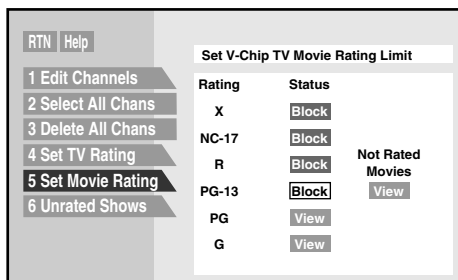 RTN Help
1 Edit Channels
2 Select All Chans
3 Delete All Chans
4 Set TV Rating
5 Set Movie Rating
6 Unrated Shows
Set V-Chip TV Movie Rating Limit
Rating Status
X Block
NC-17 Block
R Block
PG-13 Block
PG View
G View
Not Rated
Movies
View